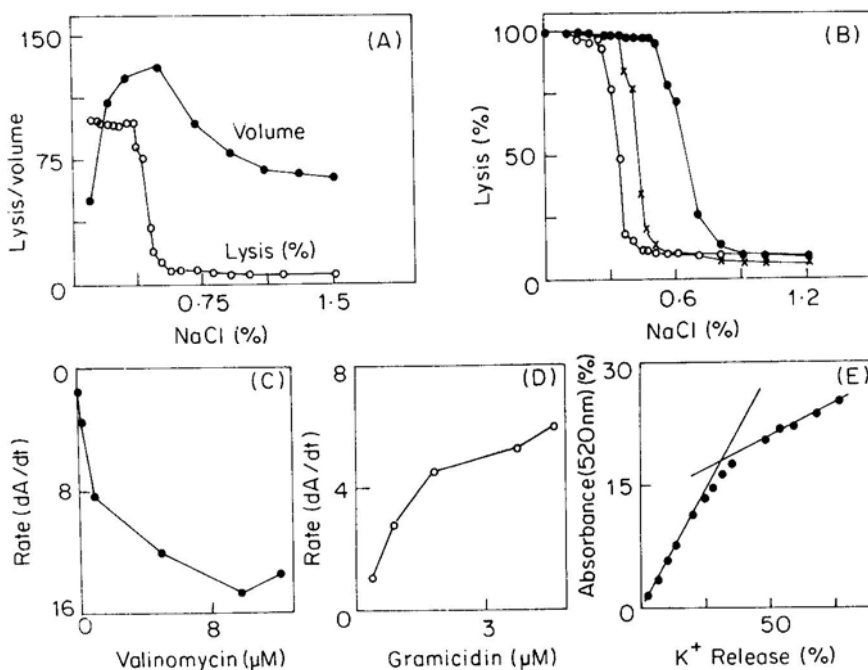 (A)
150
75
0
Lysis/volume
Volume
Lysis (%)
0·75
1·5
NaCl (%)
(B)
100
50
0
Lysis (%)
0·6
1·2
NaCl (%)
(C)
0
8
16
Rate (dA/dt)
0
8
Valinomycin (μM)
(D)
8
4
0
Rate (dA/dt)
3
Gramicidin (μM)
(E)
30
15
0
Absorbance (520nm) (%)
50
K⁺ Release (%)